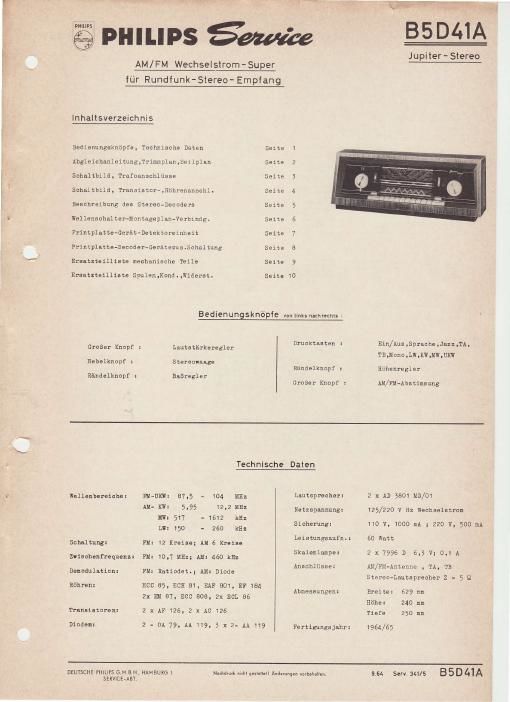 PHILIPS
PHILIPS Service
B5D41A
Jupiter-Stereo
AM/FM Wechselstrom-Super
für Rundfunk-Stereo-Empfang
Inhaltsverzeichnis
Bedienungsknöpfe, Technische Daten Seite 1
Abgleichanleitung, Trimmplan, Seilplan Seite 2
Schaltbild, Trafoanschlüsse Seite 3
Schaltbild, Transistor-, Röhrenanschl. Seite 4
Beschreibung des Stereo-Decoders Seite 5
Wellenschalter-Montageplan-Verbindg. Seite 6
Printplatte-Gerät-Detektoreinheit Seite 7
Printplatte-Decoder-Gerätezus.Schaltung Seite 8
Ersatzteilliste mechanische Teile Seite 9
Ersatzteilliste Spulen,Kond.,Widerst. Seite 10
Bedienungsknöpfe von links nach rechts :
Großer Knopf : Lautstärkeregler
Hebelknopf : Stereowaage
Rändelknopf : Baßregler
Drucktasten : Ein/Aus,Sprache,Jazz,TA,
TB,Mono,LW,KW,MW,UKW
Rändelknopf : Höhenregler
Großer Knopf : AM/FM-Abstimmung
Technische Daten
Wellenbereiche: FM-UKW: 87,5 - 104 MHz
AM- KW: 5,95 12,2 MHz
MW: 517 - 1612 kHz
LW: 150 - 260 kHz
Schaltung: FM: 12 Kreise; AM 6 Kreise
Zwischenfrequenz: FM: 10,7 MHz; AM: 460 kHz
Demodulation: FM: Ratiodet.; AM: Diode
Röhren: ECC 85, ECH 81, EAF 801, EF 184
2x EM 87, ECC 808, 2x ECL 86
Transistoren: 2 x AF 126, 2 x AC 126
Dioden: 2 - OA 79, AA 119, 3 x 2- AA 119
Lautsprecher: 2 x AD 3801 MD/01
Netzspannung: 125/220 V Hz Wechselstrom
Sicherung: 110 V, 1000 mA ; 220 V, 500 mA
Leistungsaufn.: 60 Watt
Skalenlampe: 2 x 7996 D 6,3 V; 0,1 A
Anschlüsse: AM/FM-Antenne , TA, TB
Stereo-Lautsprecher Z = 5 Ω
Abmessungen: Breite: 629 mm
Höhe: 240 mm
Tiefe 250 mm
Fertigungsjahr: 1964/65
DEUTSCHE PHILIPS G.M.B.H. HAMBURG 1
SERVICE-ABT.
Nachdruck nicht gestattet! Änderungen vorbehalten.
9.64 Serv. 341/5 B5D41A